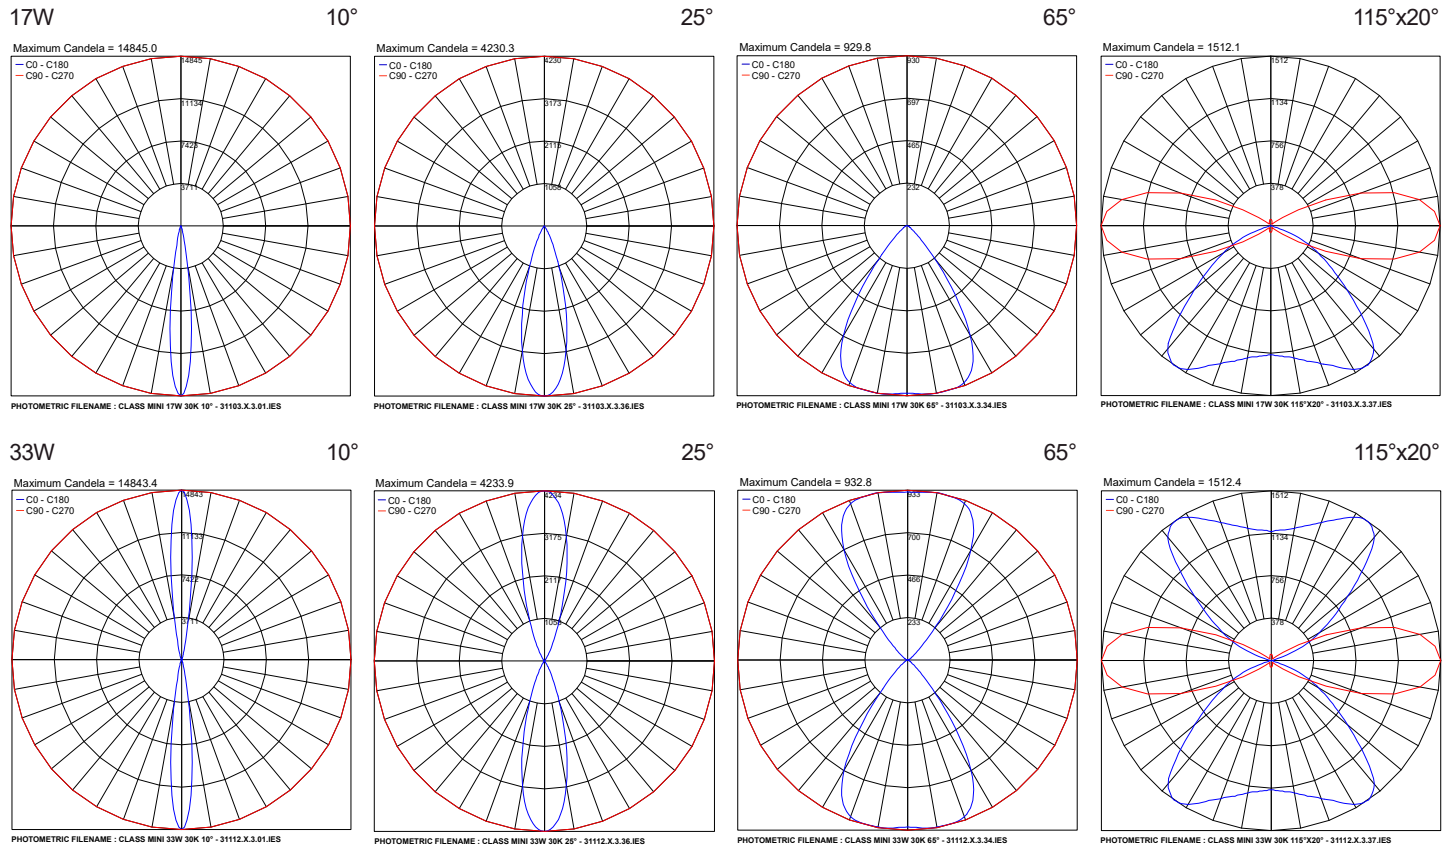 17W 10° 25° 65° 115°x20°
Maximum Candela = 14845.0
C0 - C180
C90 - C270
14845
11134
7423
3711
PHOTOMETRIC FILENAME : CLASS MINI 17W 30K 10° - 31103.X.3.01.IES
Maximum Candela = 4230.3
C0 - C180
C90 - C270
4230
3173
2115
1058
PHOTOMETRIC FILENAME : CLASS MINI 17W 30K 25° - 31103.X.3.36.IES
Maximum Candela = 929.8
C0 - C180
C90 - C270
930
697
465
232
PHOTOMETRIC FILENAME : CLASS MINI 17W 30K 65° - 31103.X.3.34.IES
Maximum Candela = 1512.1
C0 - C180
C90 - C270
1512
1134
756
378
PHOTOMETRIC FILENAME : CLASS MINI 17W 30K 115°X20° - 31103.X.3.37.IES
33W 10° 25° 65° 115°x20°
Maximum Candela = 14843.4
C0 - C180
C90 - C270
14843
11133
7422
3711
PHOTOMETRIC FILENAME : CLASS MINI 33W 30K 10° - 31112.X.3.01.IES
Maximum Candela = 4233.9
C0 - C180
C90 - C270
4234
3175
2117
1058
PHOTOMETRIC FILENAME : CLASS MINI 33W 30K 25° - 31112.X.3.36.IES
Maximum Candela = 932.8
C0 - C180
C90 - C270
933
700
466
233
PHOTOMETRIC FILENAME : CLASS MINI 33W 30K 65° - 31112.X.3.34.IES
Maximum Candela = 1512.4
C0 - C180
C90 - C270
1512
1134
756
378
PHOTOMETRIC FILENAME : CLASS MINI 33W 30K 115°X20° - 31112.X.3.37.IES